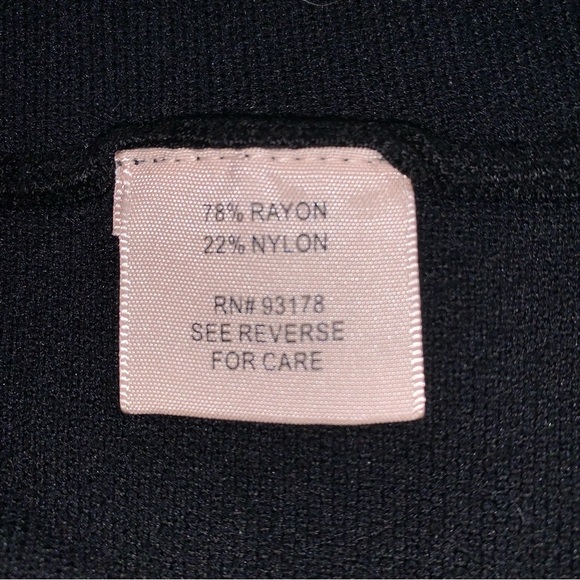 78% RAYON
22% NYLON
RN# 93178
SEE REVERSE
FOR CARE